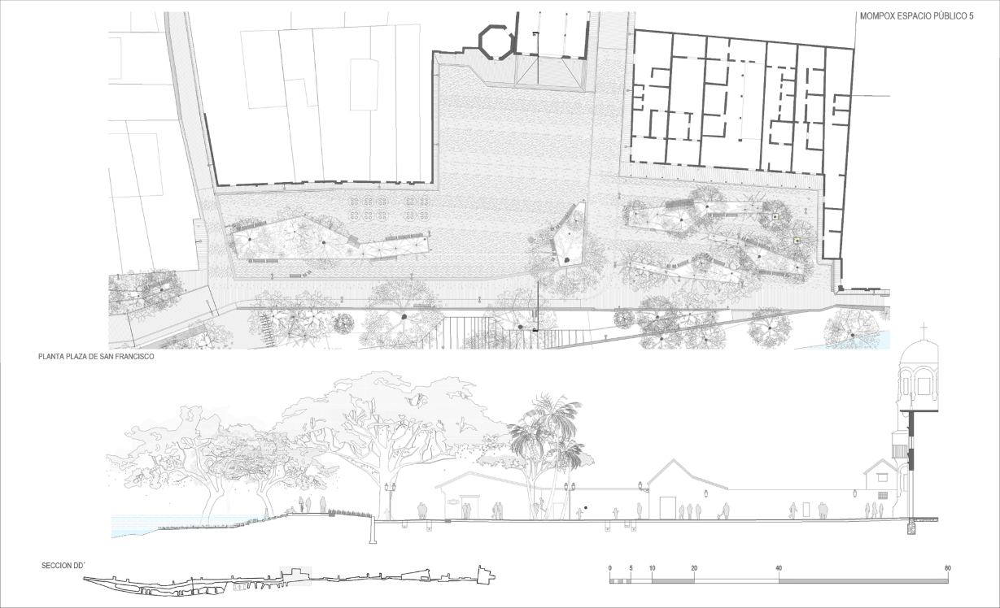 MOMPOX ESPACIO PÚBLICO 5
PLANTA PLAZA DE SAN FRANCISCO
SECCION DD´
0 5 10 20 40 80